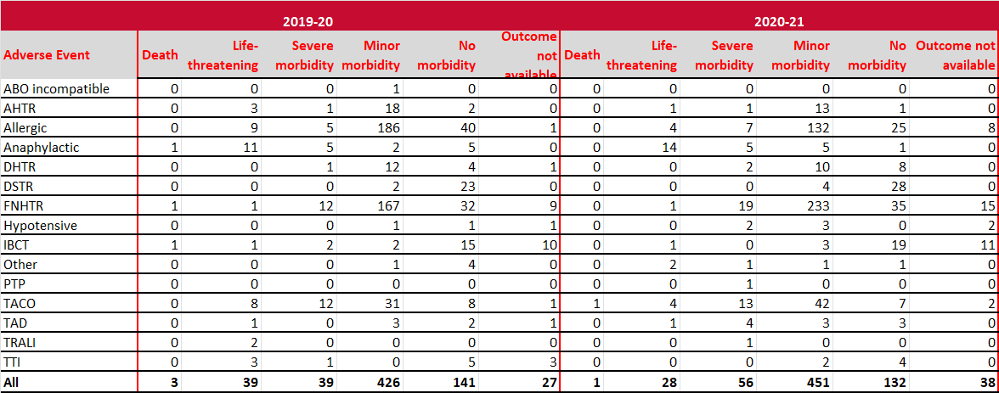 2019-20 2020-21
Adverse Event Death Life-threatening Severe morbidity Minor morbidity No morbidity Outcome not available Death Life-threatening Severe morbidity Minor morbidity No morbidity Outcome not available
ABO incompatible 0 0 0 1 0 0 0 0 0 0 0 0
AHTR 0 3 1 18 2 0 0 1 1 13 1 0
Allergic 0 9 5 186 40 1 0 4 7 132 25 8
Anaphylactic 1 11 5 2 5 0 0 14 5 5 1 0
DHTR 0 0 1 12 4 1 0 0 2 10 8 0
DSTR 0 0 0 2 23 0 0 0 0 4 28 0
FNHTR 1 1 12 167 32 9 0 1 19 233 35 15
Hypotensive 0 0 0 1 1 1 0 0 2 3 0 2
IBCT 1 1 2 2 15 10 0 1 0 3 19 11
Other 0 0 0 1 4 0 0 2 1 1 1 0
PTP 0 0 0 0 0 0 0 0 1 0 0 0
TACO 0 8 12 31 8 1 1 4 13 42 7 2
TAD 0 1 0 3 2 1 0 1 4 3 3 0
TRALI 0 2 0 0 0 0 0 0 1 0 0 0
TTI 0 3 1 0 5 3 0 0 0 2 4 0
All 3 39 39 426 141 27 1 28 56 451 132 38